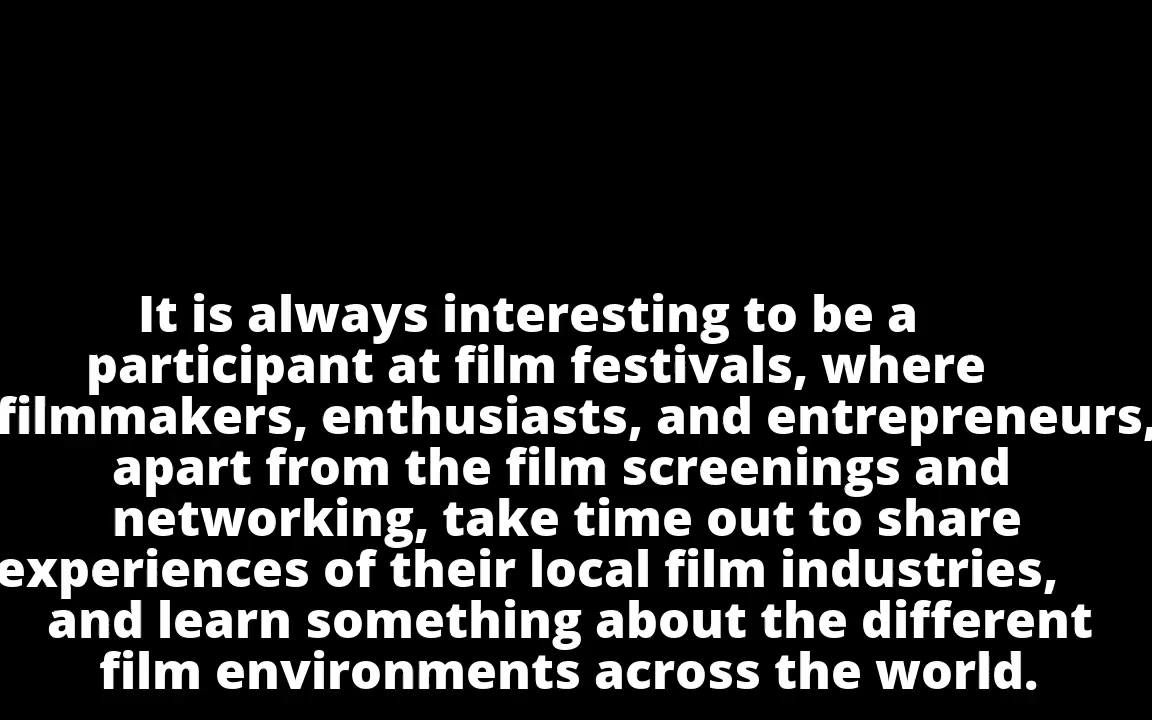 It is always interesting to be a
participant at film festivals, where
filmmakers, enthusiasts, and entrepreneurs,
apart from the film screenings and
networking, take time out to share
experiences of their local film industries,
and learn something about the different
film environments across the world.